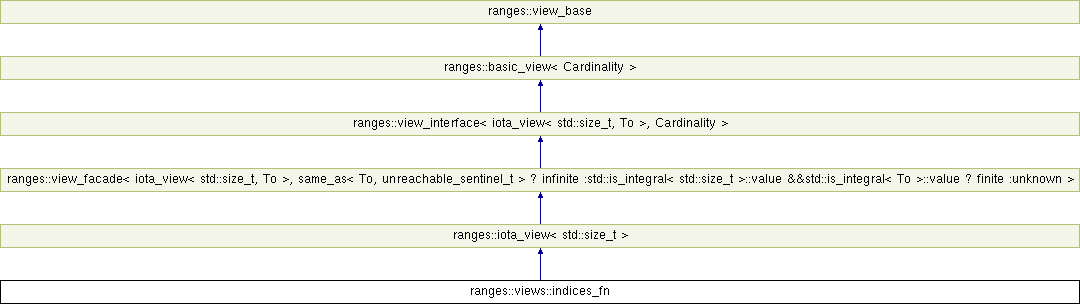 ranges::view_base
ranges::basic_view< Cardinality >
ranges::view_interface< iota_view< std::size_t, To >, Cardinality >
ranges::view_facade< iota_view< std::size_t, To >, same_as< To, unreachable_sentinel_t > ? infinite :std::is_integral< std::size_t >::value &&std::is_integral< To >::value ? finite :unknown >
ranges::iota_view< std::size_t >
ranges::views::indices_fn